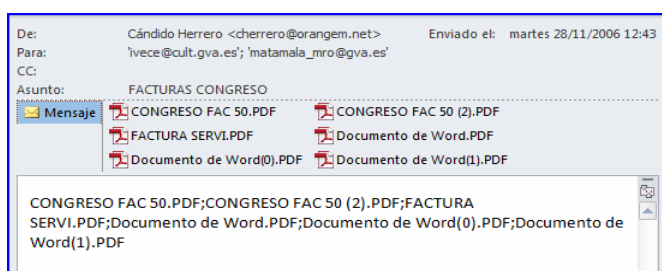 De: Cándido Herrero <cherrero@orangem.net> Enviado el: martes 28/11/2006 12:43
Para: 'ivece@cult.gva.es'; 'matamala_mro@gva.es'
CC:
Asunto: FACTURAS CONGRESO
Mensaje CONGRESO FAC 50.PDF CONGRESO FAC 50 (2).PDF
FACTURA SERVI.PDF Documento de Word.PDF
Documento de Word(0).PDF Documento de Word(1).PDF
CONGRESO FAC 50.PDF;CONGRESO FAC 50 (2).PDF;FACTURA
SERVI.PDF;Documento de Word.PDF;Documento de Word(0).PDF;Documento de
Word(1).PDF